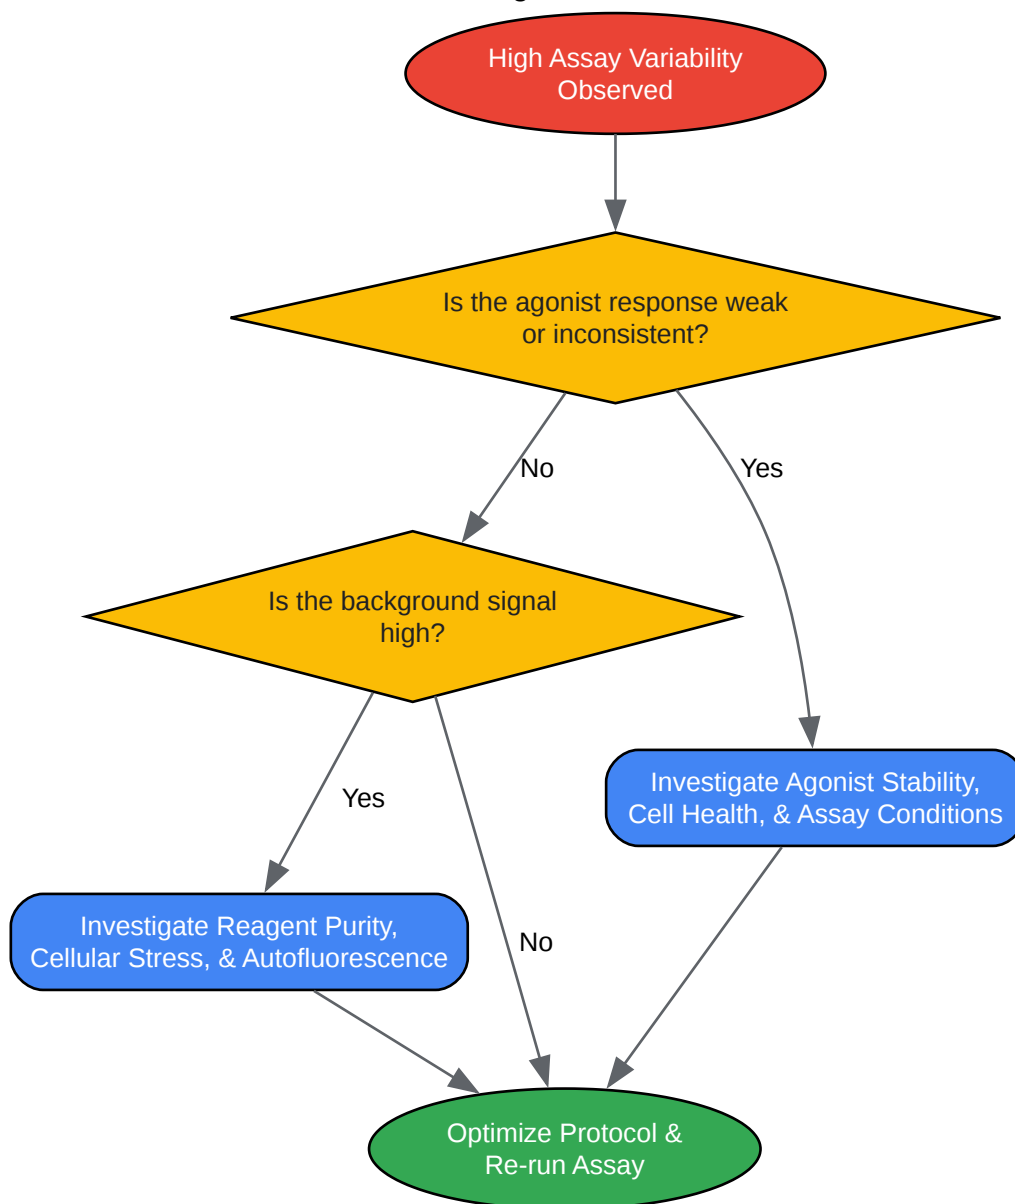 High Assay Variability
Observed
Is the agonist response weak
or inconsistent?
No
Yes
Is the background signal
high?
Yes
Investigate Agonist Stability,
Cell Health, & Assay Conditions
Investigate Reagent Purity,
Cellular Stress, & Autofluorescence
No
Optimize Protocol &
Re-run Assay